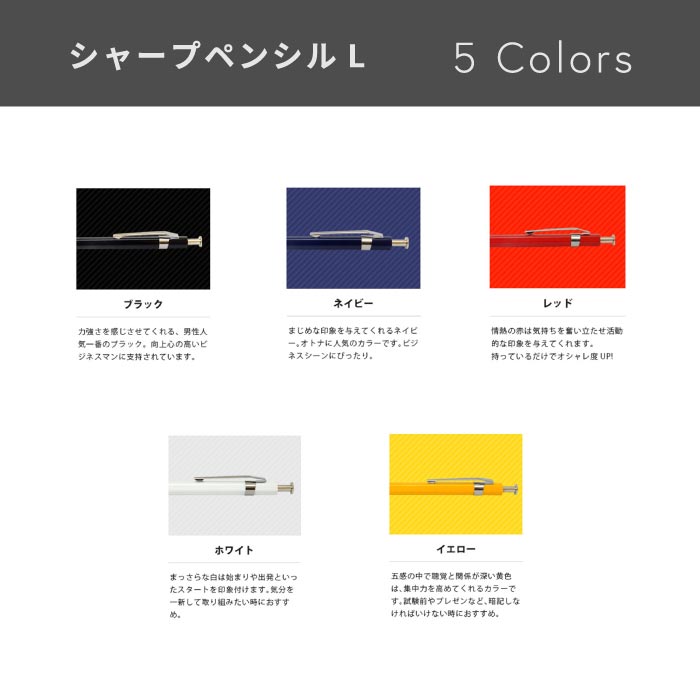 シャープペンシル L
5 Colors
ブラック
力強さを感じさせてくれる、男性人
気一番のブラック。向上心の高いビ
ジネスマンに支持されています。
ネイビー
まじめな印象を与えてくれるネイビ
ー。オトナに人気のカラーです。ビジ
ネスシーンにぴったり。
レッド
情熱の赤は気持ちを奮い立たせ活動
的な印象を与えてくれます。
持っているだけでオシャレ度 UP!
ホワイト
まっさらな白は始まりや出発といっ
たスタートを印象付けます。気分を
一新して取り組みたい時におすす
め。
イエロー
五感の中で聴覚と関係が深い黄色
は、集中力を高めてくれるカラーで
す。試験前やプレゼンなど、暗記しな
ければいけない時におすすめ。